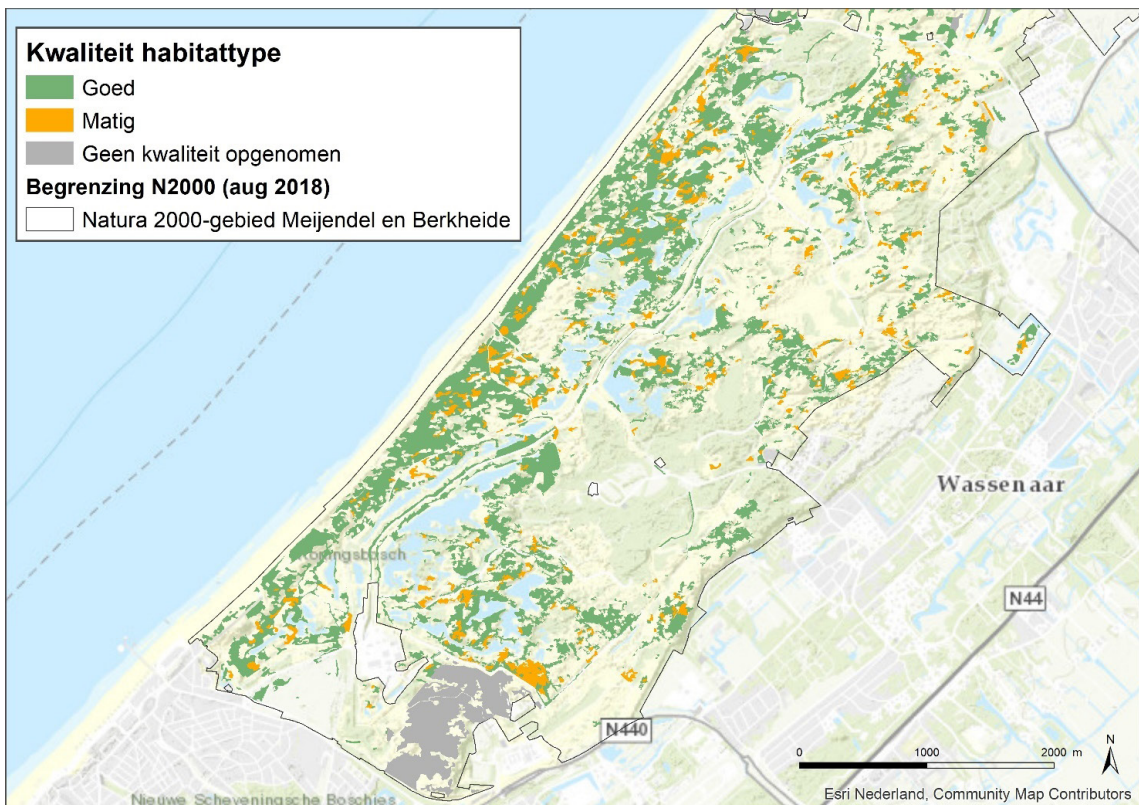 Kwaliteit habitattype
Goed
Matig
Geen kwaliteit opgenomen
Begrenzing N2000 (aug 2018)
Natura 2000-gebied Meijendel en Berkheide
Wassenaar
N44
N440
Nieuwe Scheveningsche Boschjes
0 1000 2000 m
N
Esri Nederland, Community Map Contributors